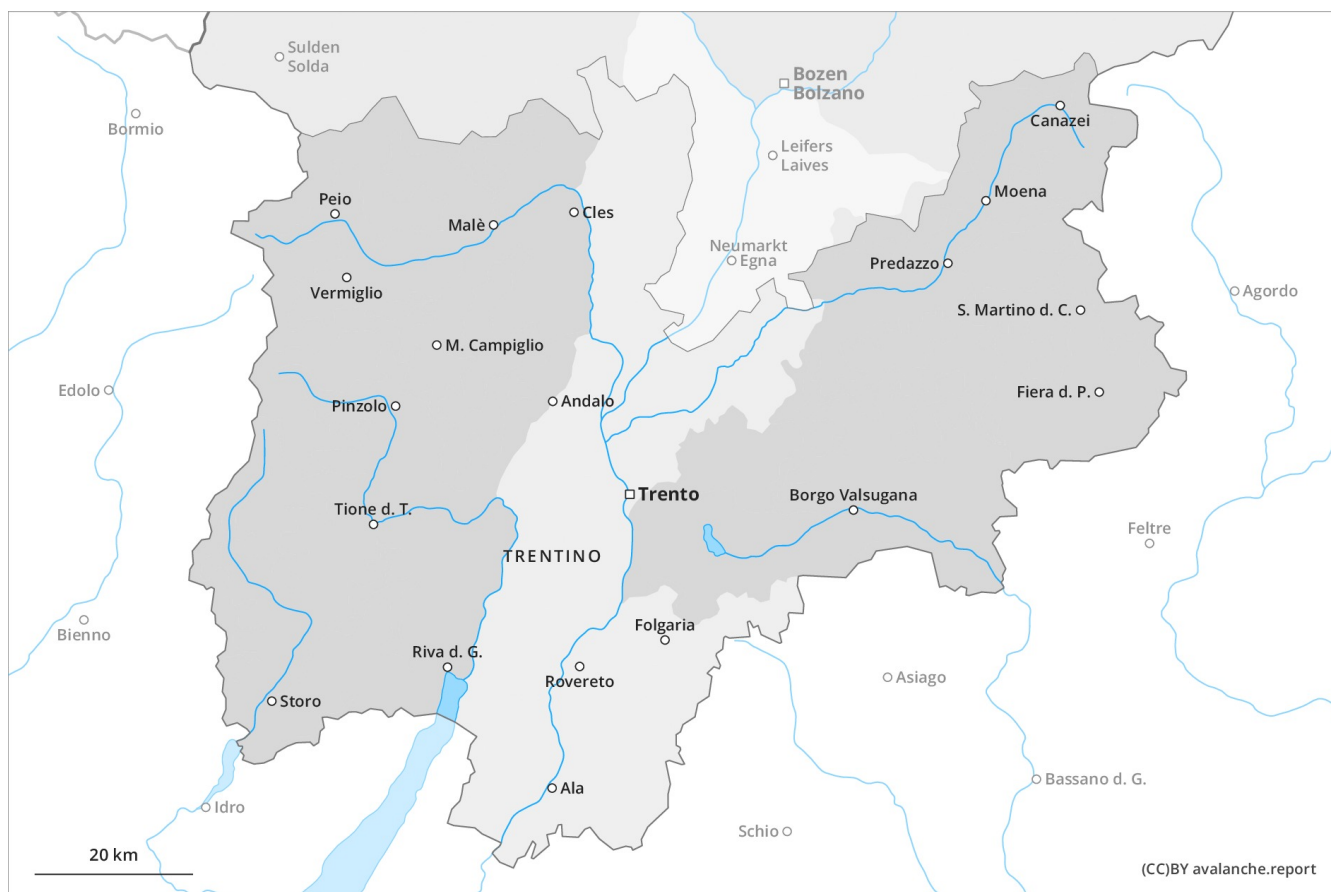 Sulden
Solda
Bozen
Bolzano
Bormio
Canazei
Leifers
Laives
Moena
Peio
Malè
Cles
Neumarkt
Egna
Predazzo
Vermiglio
Agordo
S. Martino d. C.
M. Campiglio
Edolo
Pinzolo
Andalo
Fiera d. P.
Trento
Borgo Valsugana
Tione d. T.
Feltre
TRENTINO
Bienno
Folgaria
Riva d. G.
Rovereto
Asiago
Storo
Bassano d. G.
Ala
Idro
Schio
20 km
(CC)BY avalanche.report